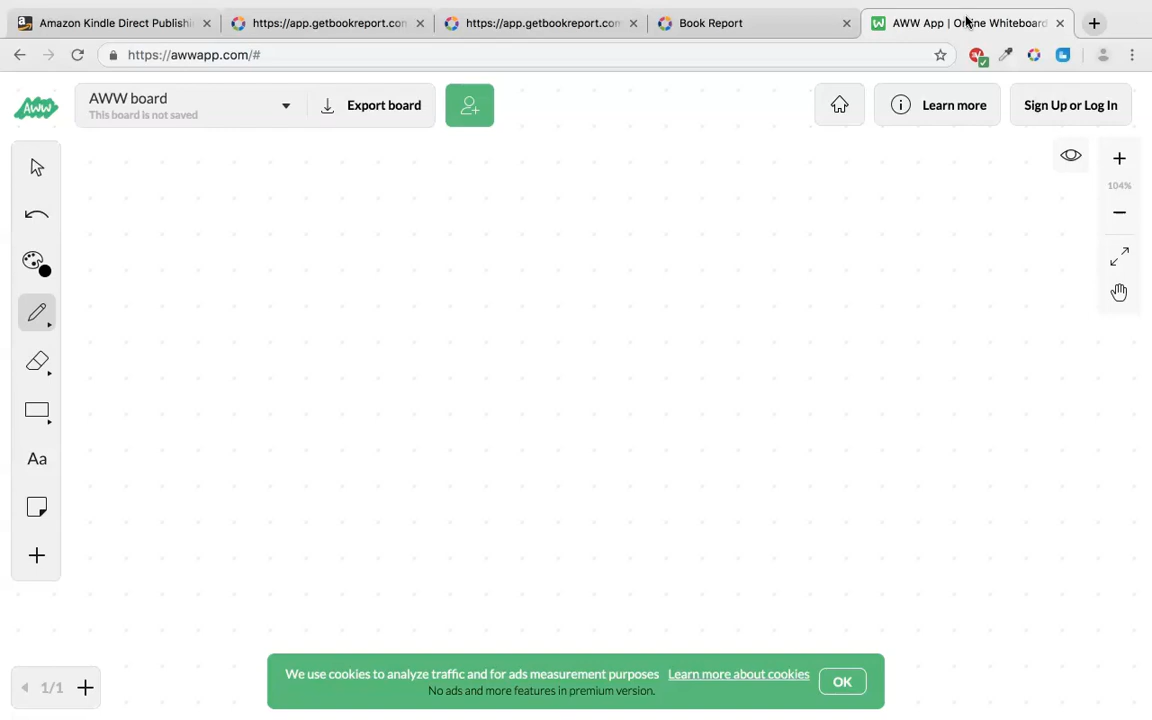 Amazon Kindle Direct Publishi
https://app.getbookreport.com
https://app.getbookreport.com
Book Report
AWW App | Online Whiteboard
https://awwapp.com/#
AWW
AWW board
This board is not saved
Export board
Learn more
Sign Up or Log In
104%
Aa
We use cookies to analyze traffic and for ads measurement purposes Learn more about cookies
No ads and more features in premium version.
OK
1/1